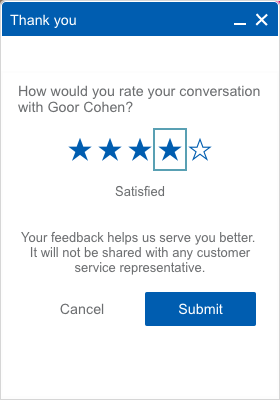 Thank you
How would you rate your conversation
with Goor Cohen?
Satisfied
Your feedback helps us serve you better.
It will not be shared with any customer
service representative.
Cancel
Submit